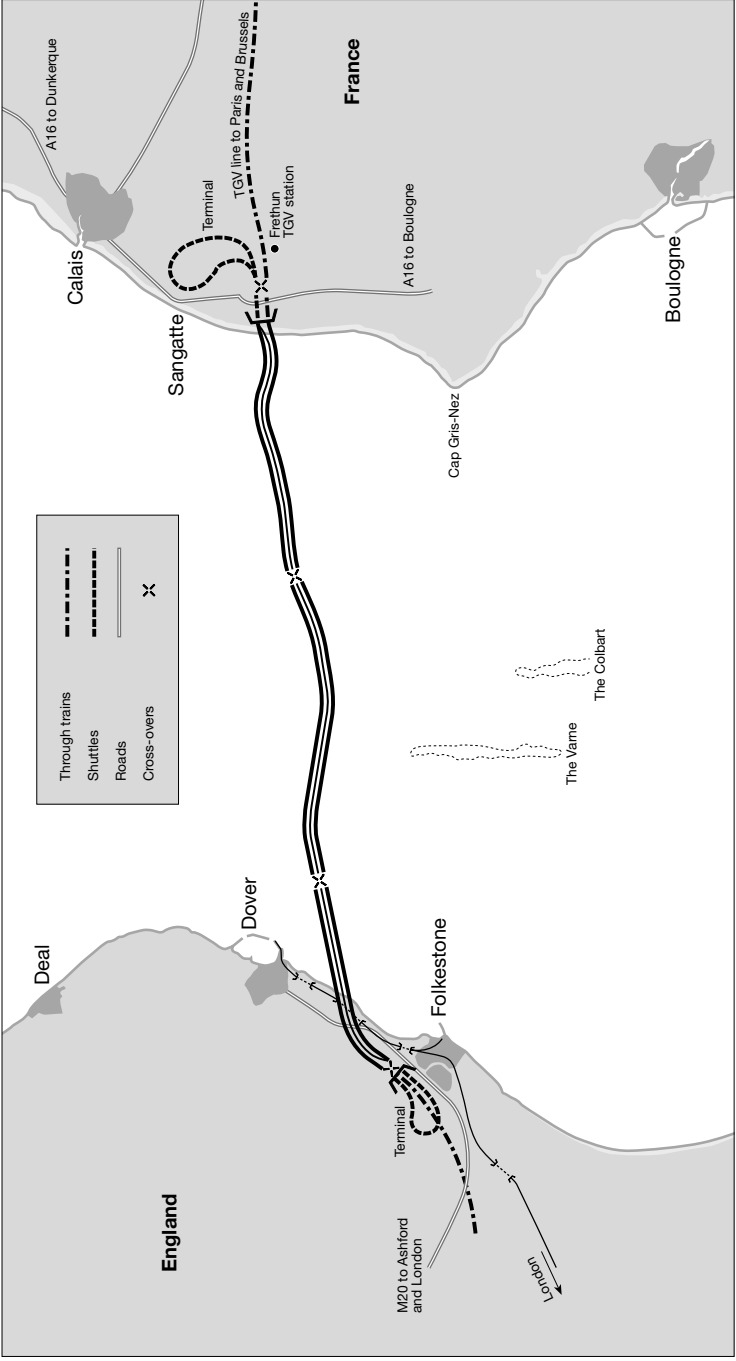 Deal
Dover
Folkestone
England
Terminal
M20 to Ashford
and London
London
Through trains
Shuttles
Roads
Cross-overs
The Varne
The Colbart
Cap Gris-Nez
Calais
Sangatte
A16 to Dunkerque
Terminal
TGV line to Paris and Brussels
Frethun
TGV station
A16 to Boulogne
France
Boulogne